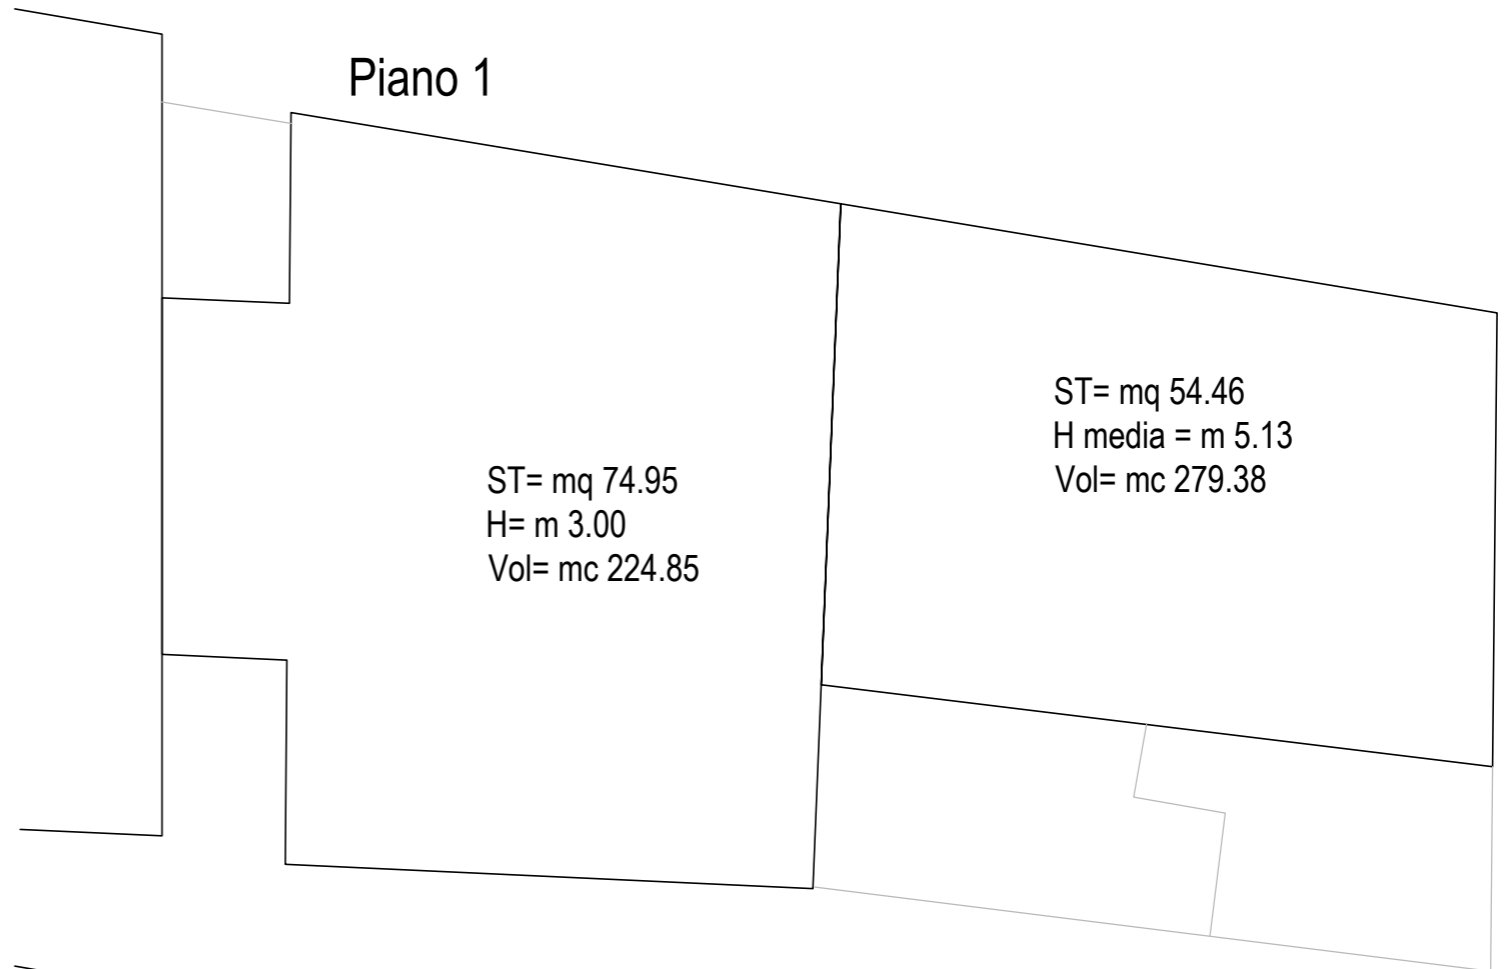 Piano 1
ST= mq 54.46
H media = m 5.13
Vol= mc 279.38
ST= mq 74.95
H= m 3.00
Vol= mc 224.85